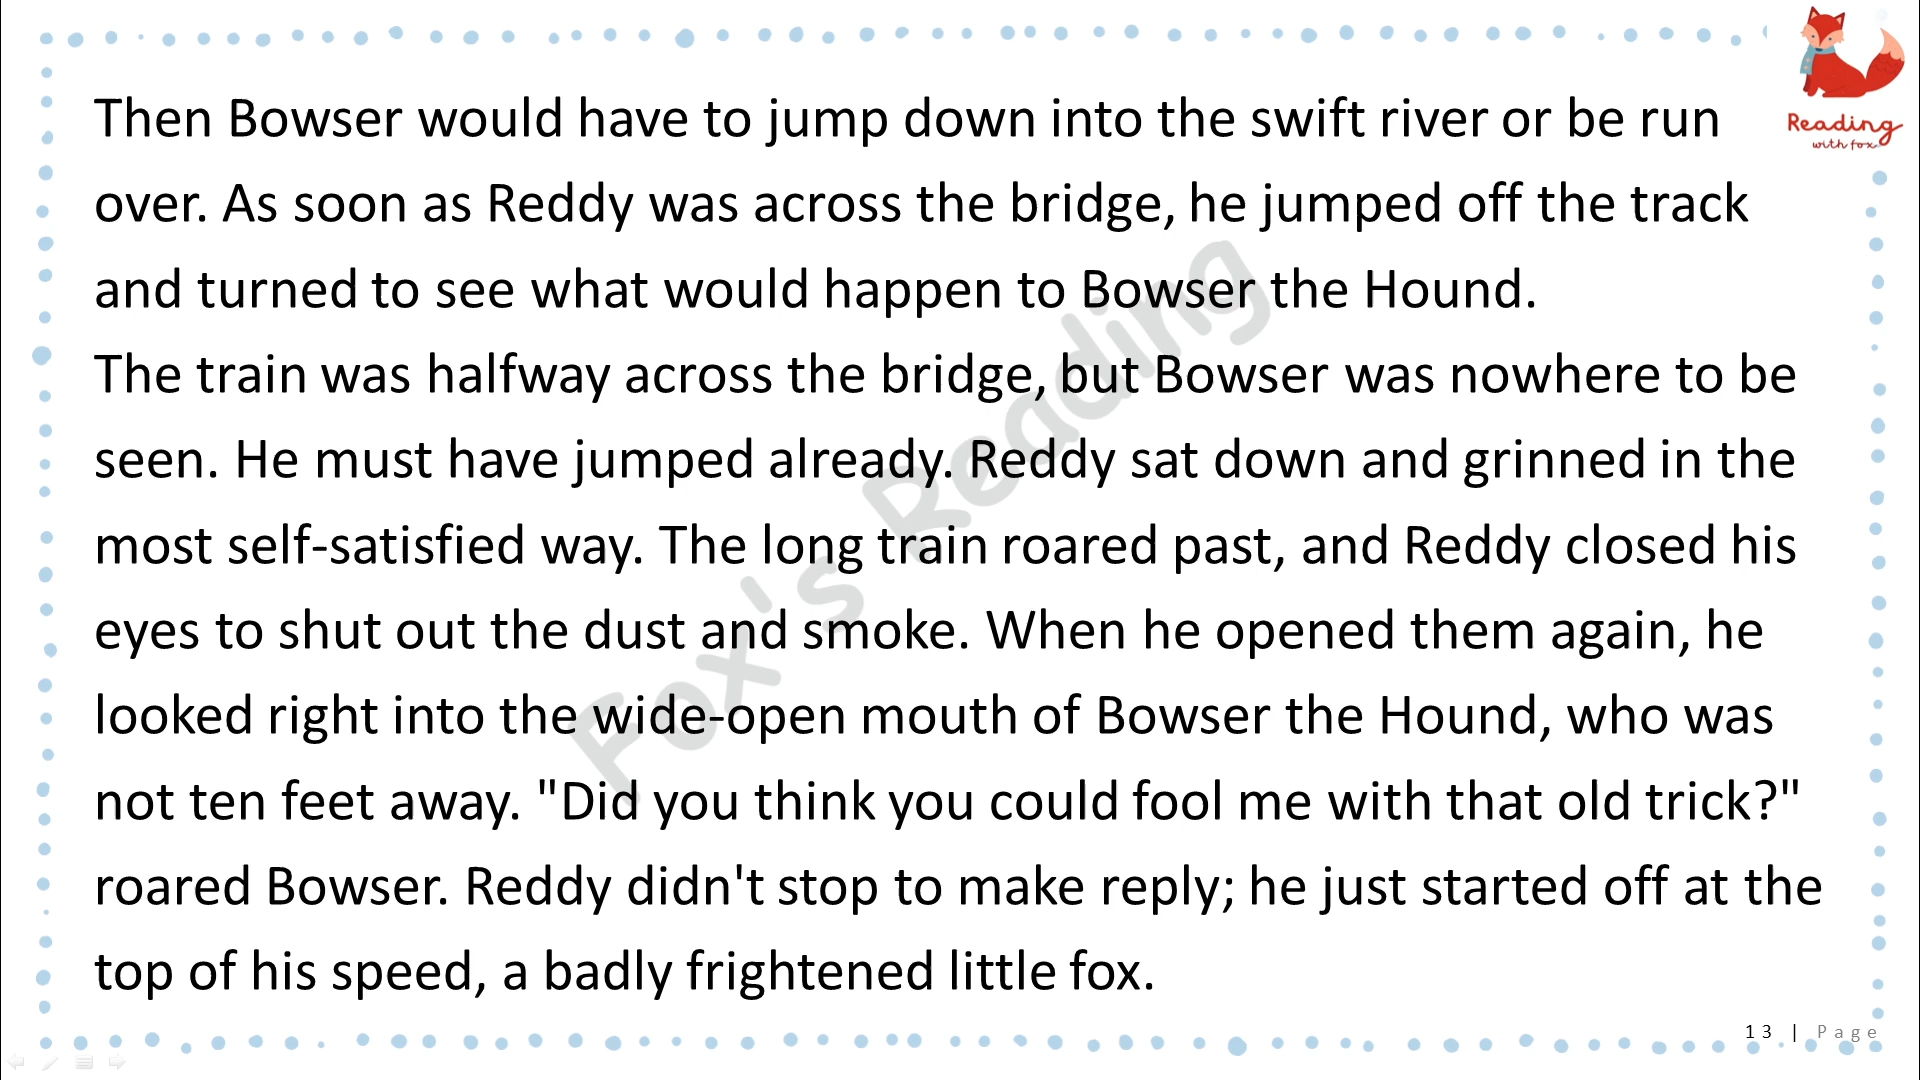 Then Bowser would have to jump down into the swift river or be run
over. As soon as Reddy was across the bridge, he jumped off the track
and turned to see what would happen to Bowser the Hound.
The train was halfway across the bridge, but Bowser was nowhere to be
seen. He must have jumped already. Reddy sat down and grinned in the
most self-satisfied way. The long train roared past, and Reddy closed his
eyes to shut out the dust and smoke. When he opened them again, he
looked right into the wide-open mouth of Bowser the Hound, who was
not ten feet away. "Did you think you could fool me with that old trick?"
roared Bowser. Reddy didn't stop to make reply; he just started off at the
top of his speed, a badly frightened little fox.
Reading
with fox
Fox's Reading
13 | Page